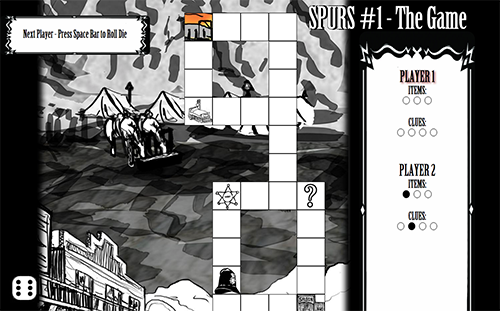 SPURS #1 - The Game
Next Player - Press Space Bar to Roll Die
PLAYER 1
ITEMS:
CLUES:
?
PLAYER 2
ITEMS:
CLUES: